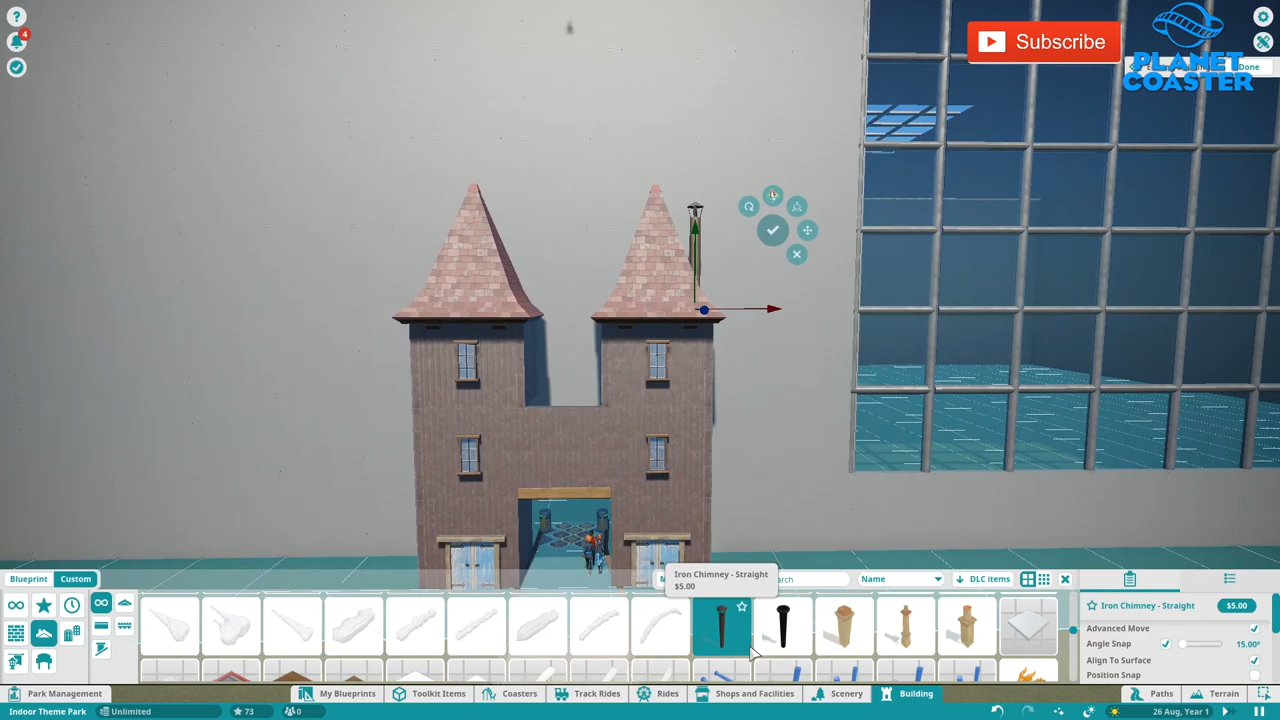 ?
4
Subscribe
PLANET
COASTER
Done
Iron Chimney - Straight
$5.00
Blueprint
Custom
M
arch
Name
DLC items
Iron Chimney - Straight
$5.00
Advanced Move
Angle Snap
15.00°
Align To Surface
Position Snap
Park Management
My Blueprints
Toolkit Items
Coasters
Track Rides
Rides
Shops and Facilities
Scenery
Building
Paths
Terrain
Indoor Theme Park
Unlimited
73
0
26 Aug, Year 1